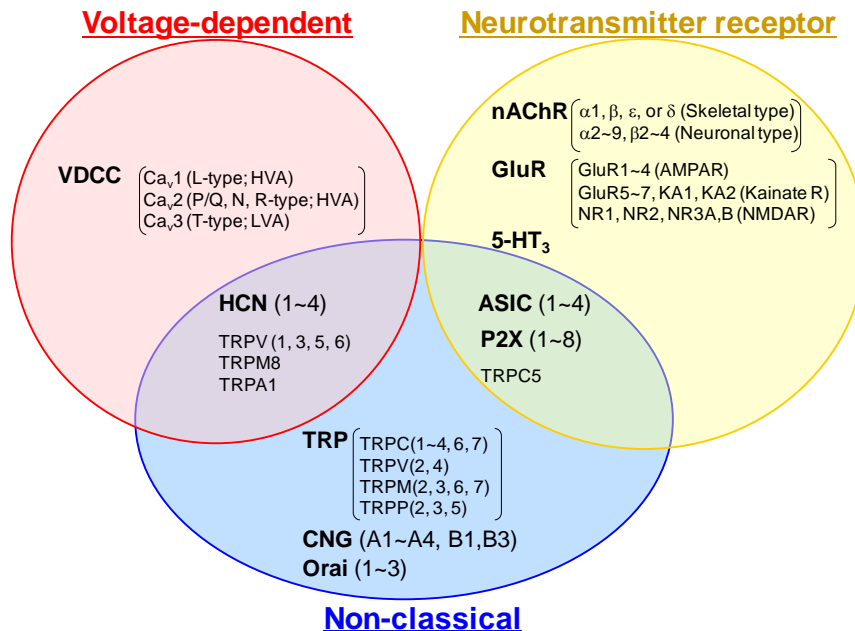 Voltage-dependent
Neurotransmitter receptor
nAChR
α1, β, ε, or δ (Skeletal type)
α2~9, β2~4 (Neuronal type)
VDCC
Caᵥ1 (L-type; HVA)
Caᵥ2 (P/Q, N, R-type; HVA)
Caᵥ3 (T-type; LVA)
GluR
GluR1~4 (AMPAR)
GluR5~7, KA1, KA2 (Kainate R)
NR1, NR2, NR3A,B (NMDAR)
5-HT₃
HCN (1~4)
TRPV (1, 3, 5, 6)
TRPM8
TRPA1
ASIC (1~4)
P2X (1~8)
TRPC5
TRP
TRPC(1~4, 6, 7)
TRPV(2, 4)
TRPM(2, 3, 6, 7)
TRPP(2, 3, 5)
CNG (A1~A4, B1,B3)
Orai (1~3)
Non-classical